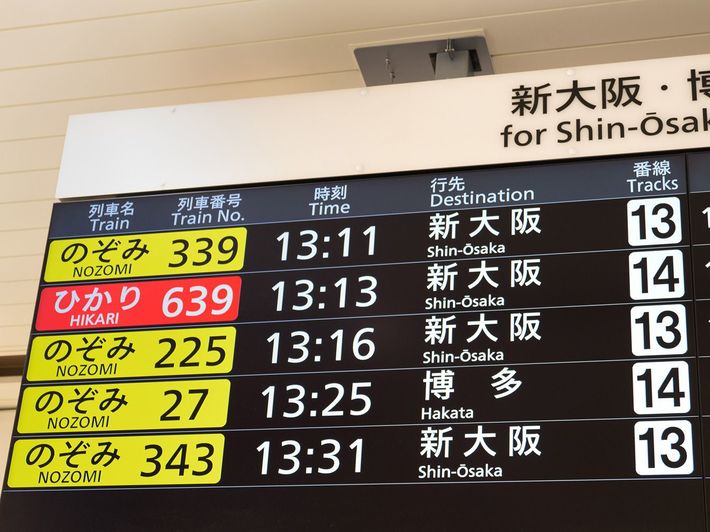 新大阪・博
for Shin-Ōsak
列車名 列車番号 時刻 行先 番線
Train Train No. Time Destination Tracks
のぞみ 339 13:11 新大阪 13
NOZOMI Shin-Ōsaka
ひかり 639 13:13 新大阪 14
HIKARI Shin-Ōsaka
のぞみ 225 13:16 新大阪 13
NOZOMI Shin-Ōsaka
のぞみ 27 13:25 博多 14
NOZOMI Hakata
のぞみ 343 13:31 新大阪 13
NOZOMI Shin-Ōsaka